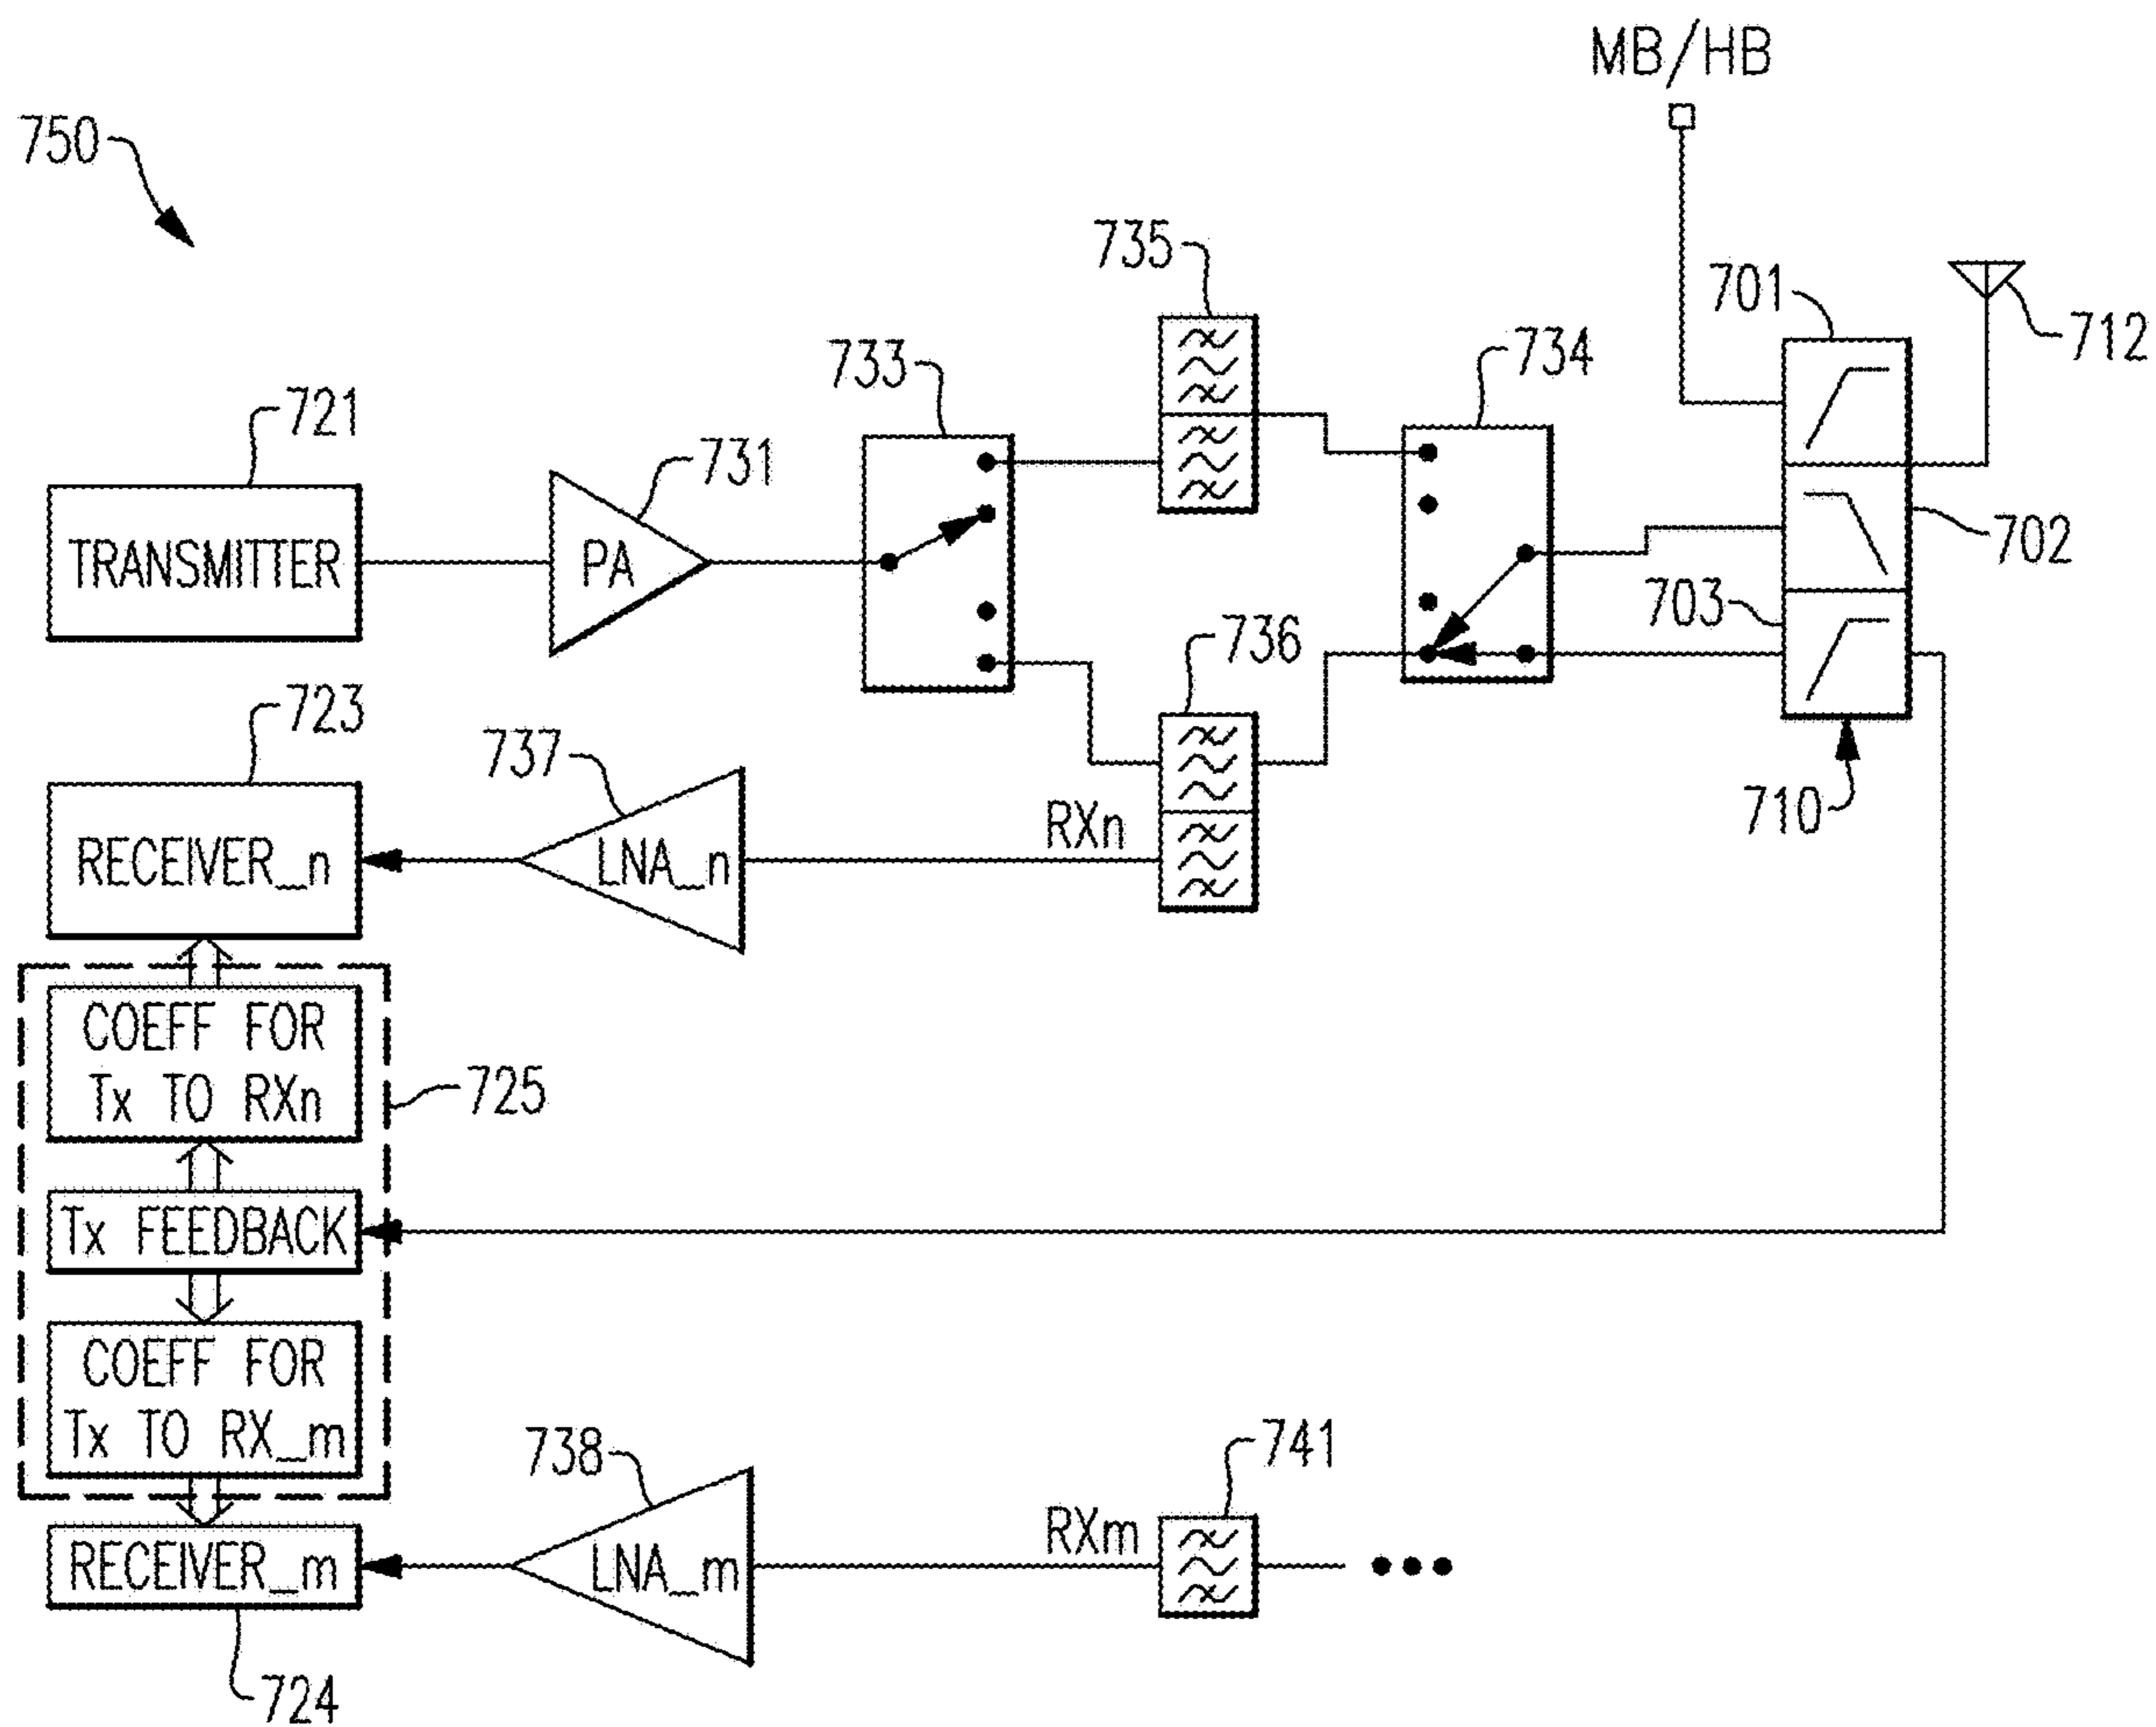 MB/HB
750
735
701
712
733
734
721
731
TRANSMITTER
PA
702
703
736
723
737
710
RXn
RECEIVER_n
LNA_n
COEFF FOR
Tx TO RXn
725
Tx FEEDBACK
COEFF FOR
Tx TO RX_m
738
741
RXm
RECEIVER_m
LNA_m
724